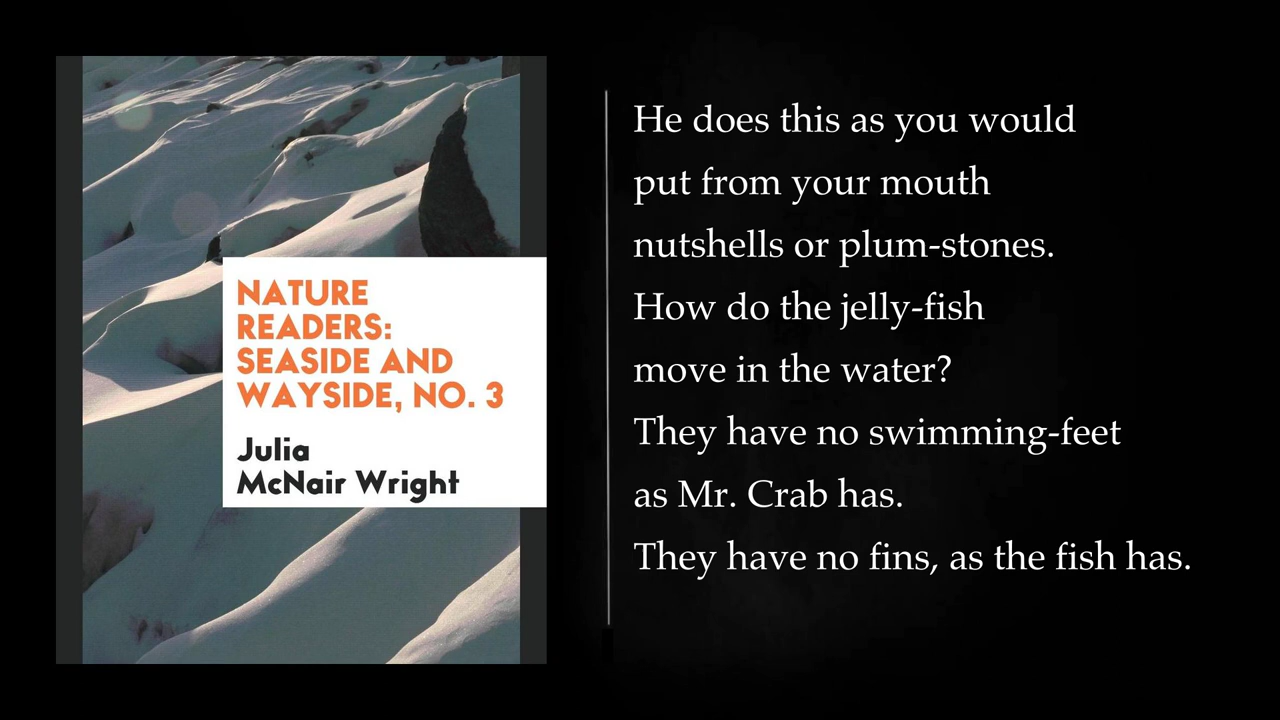 NATURE
READERS:
SEASIDE AND
WAYSIDE, NO. 3
Julia
McNair Wright
He does this as you would
put from your mouth
nutshells or plum-stones.
How do the jelly-fish
move in the water?
They have no swimming-feet
as Mr. Crab has.
They have no fins, as the fish has.